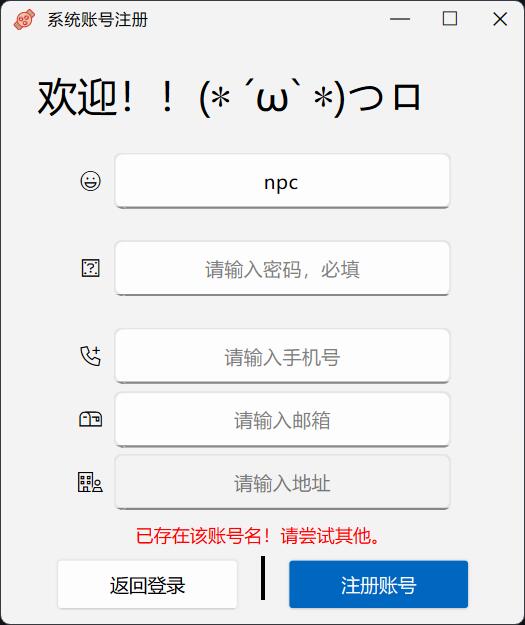 系统账号注册
欢迎！！(*´ω`*)つロ
npc
请输入密码，必填
请输入手机号
请输入邮箱
请输入地址
已存在该账号名！请尝试其他。
返回登录
注册账号